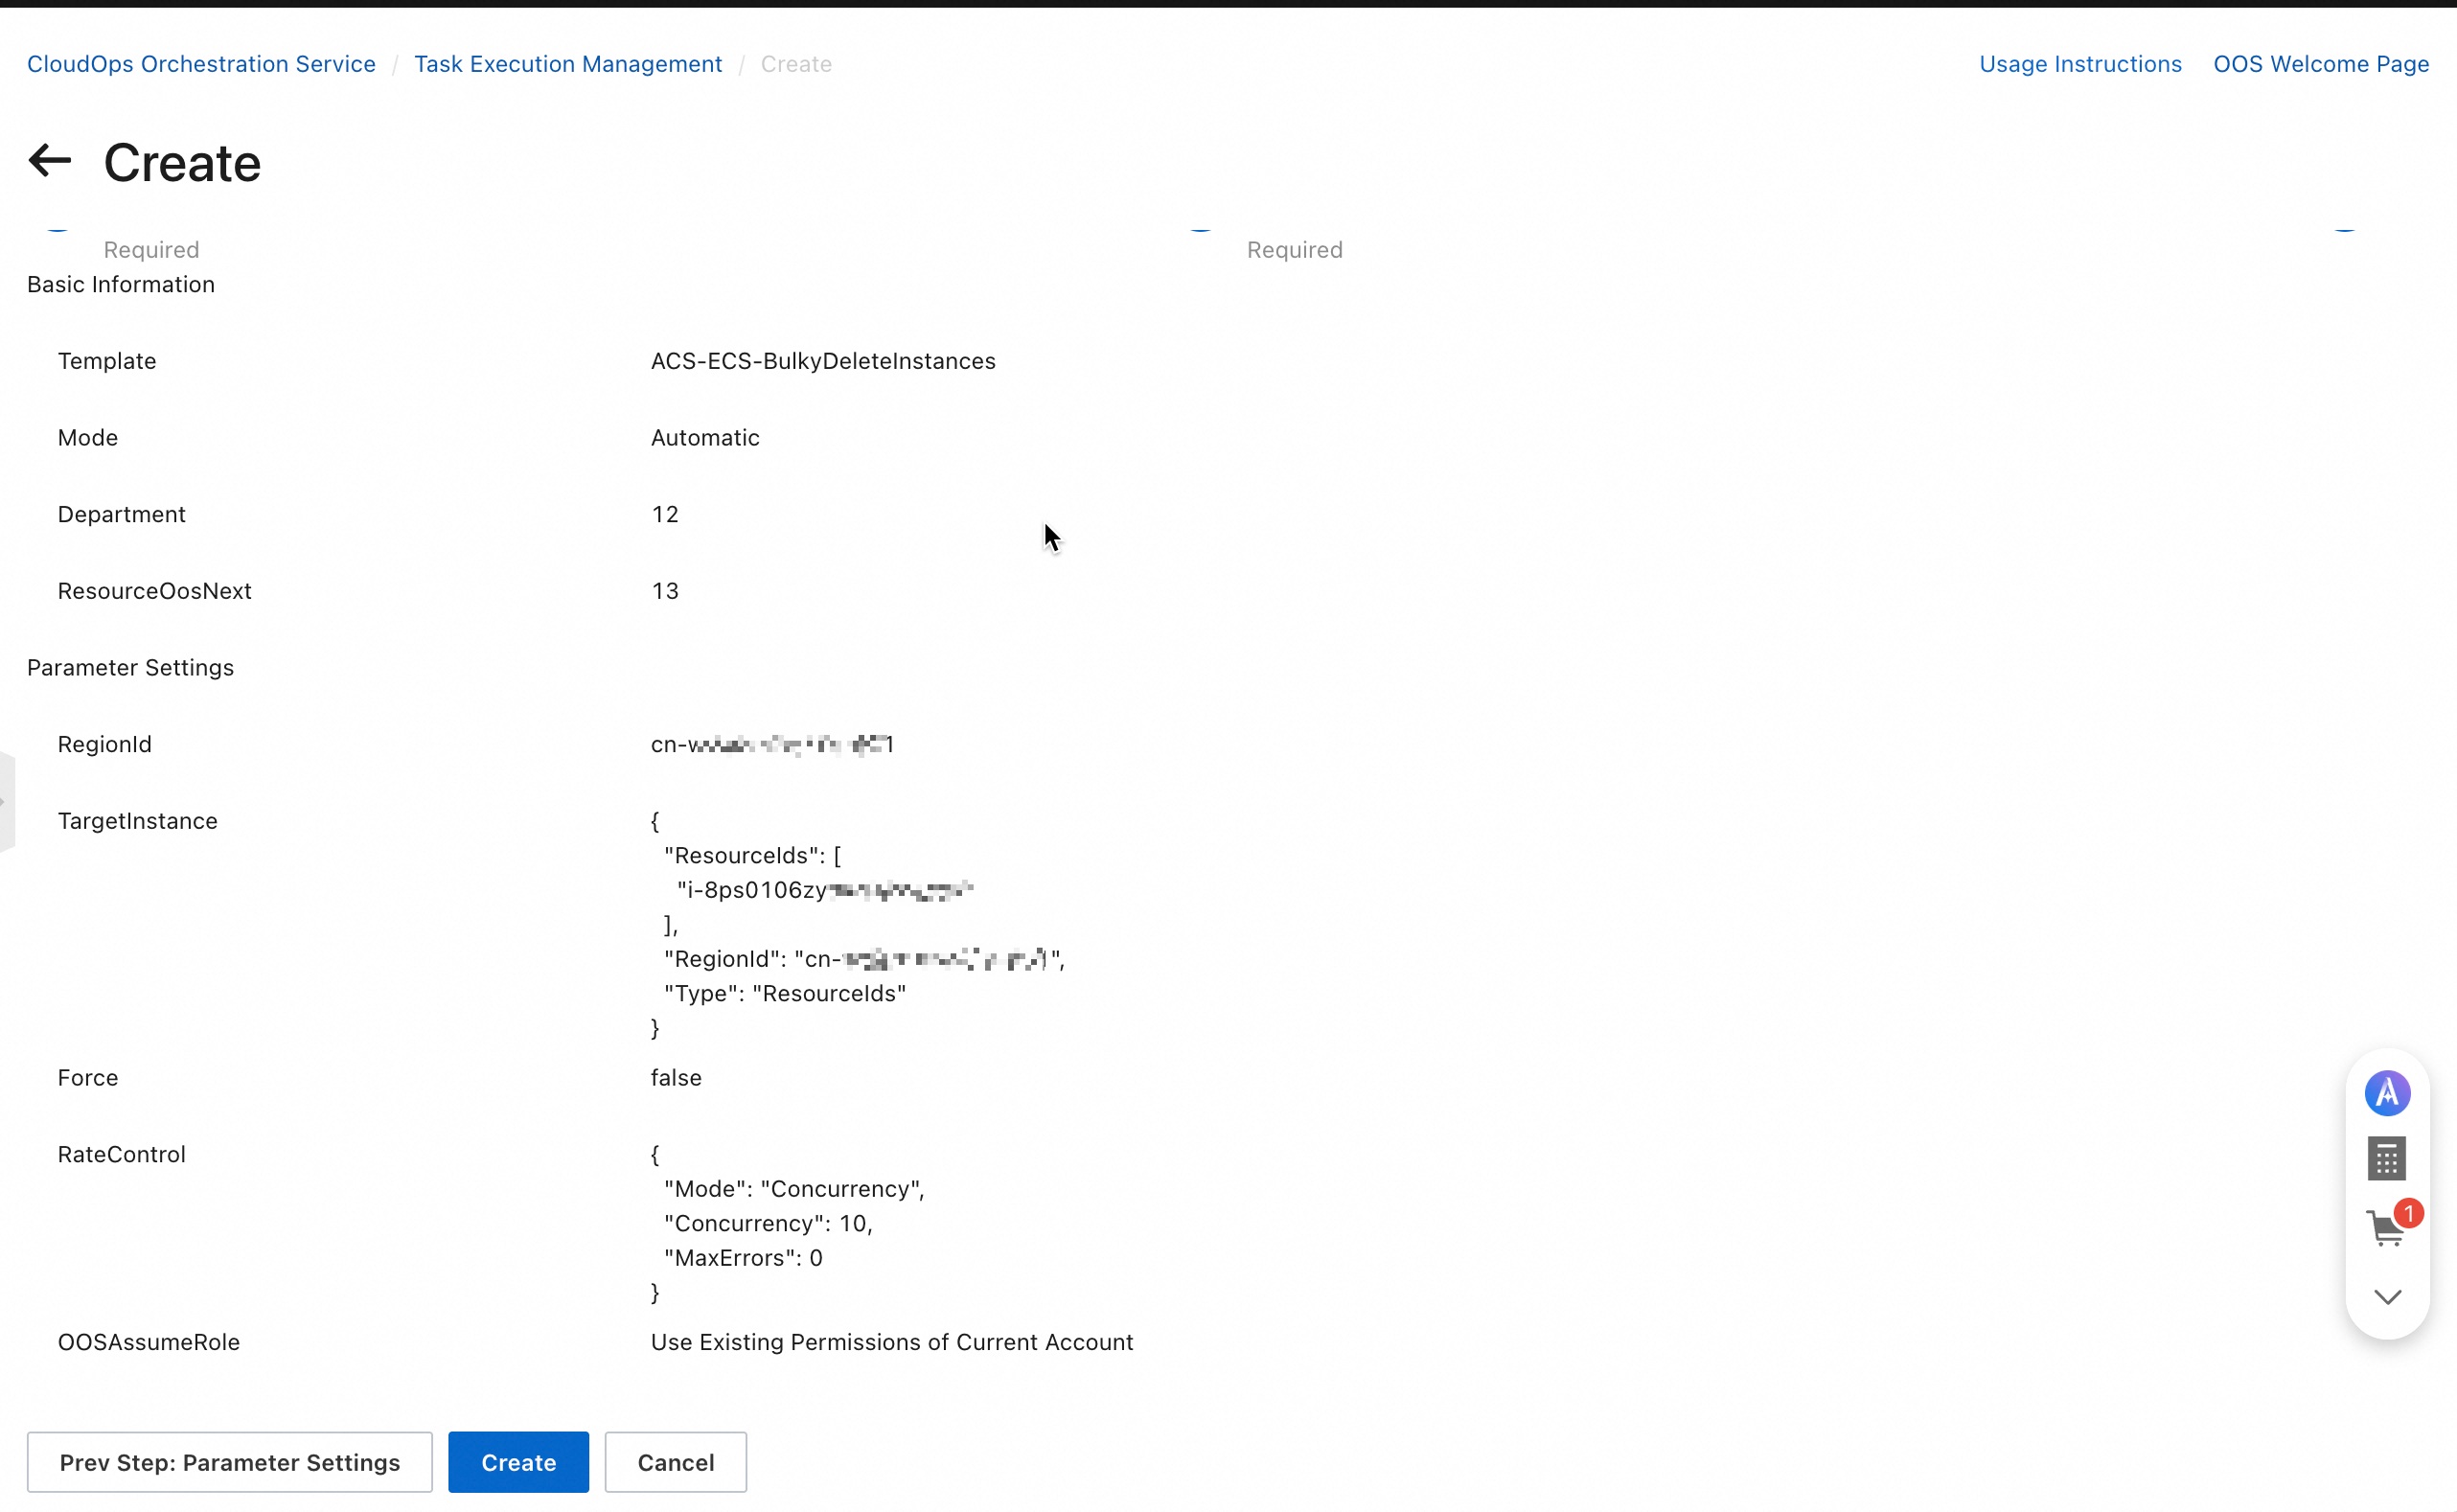 CloudOps Orchestration Service / Task Execution Management / Create
Usage Instructions OOS Welcome Page
Create
Required Required
Basic Information
Template ACS-ECS-BulkyDeleteInstances
Mode Automatic
Department 12
ResourceOosNext 13
Parameter Settings
RegionId
TargetInstance {
"ResourceIds": [
],
"RegionId":
"Type": "ResourceIds"
}
Force false
RateControl {
"Mode": "Concurrency",
"Concurrency": 10,
"MaxErrors": 0
}
OOSAssumeRole Use Existing Permissions of Current Account
1
Prev Step: Parameter Settings Create Cancel